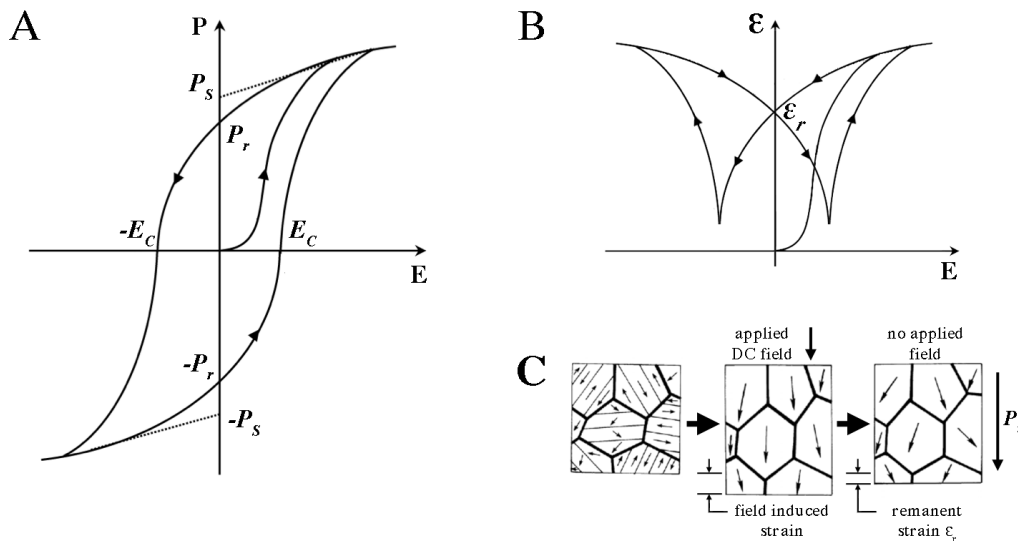 A
P
P_S
P_r
-E_C
E_C
E
-P_r
-P_S
B
ε
ε_r
E
C
applied
DC field
no applied
field
field induced
strain
remanent
strain ε_r